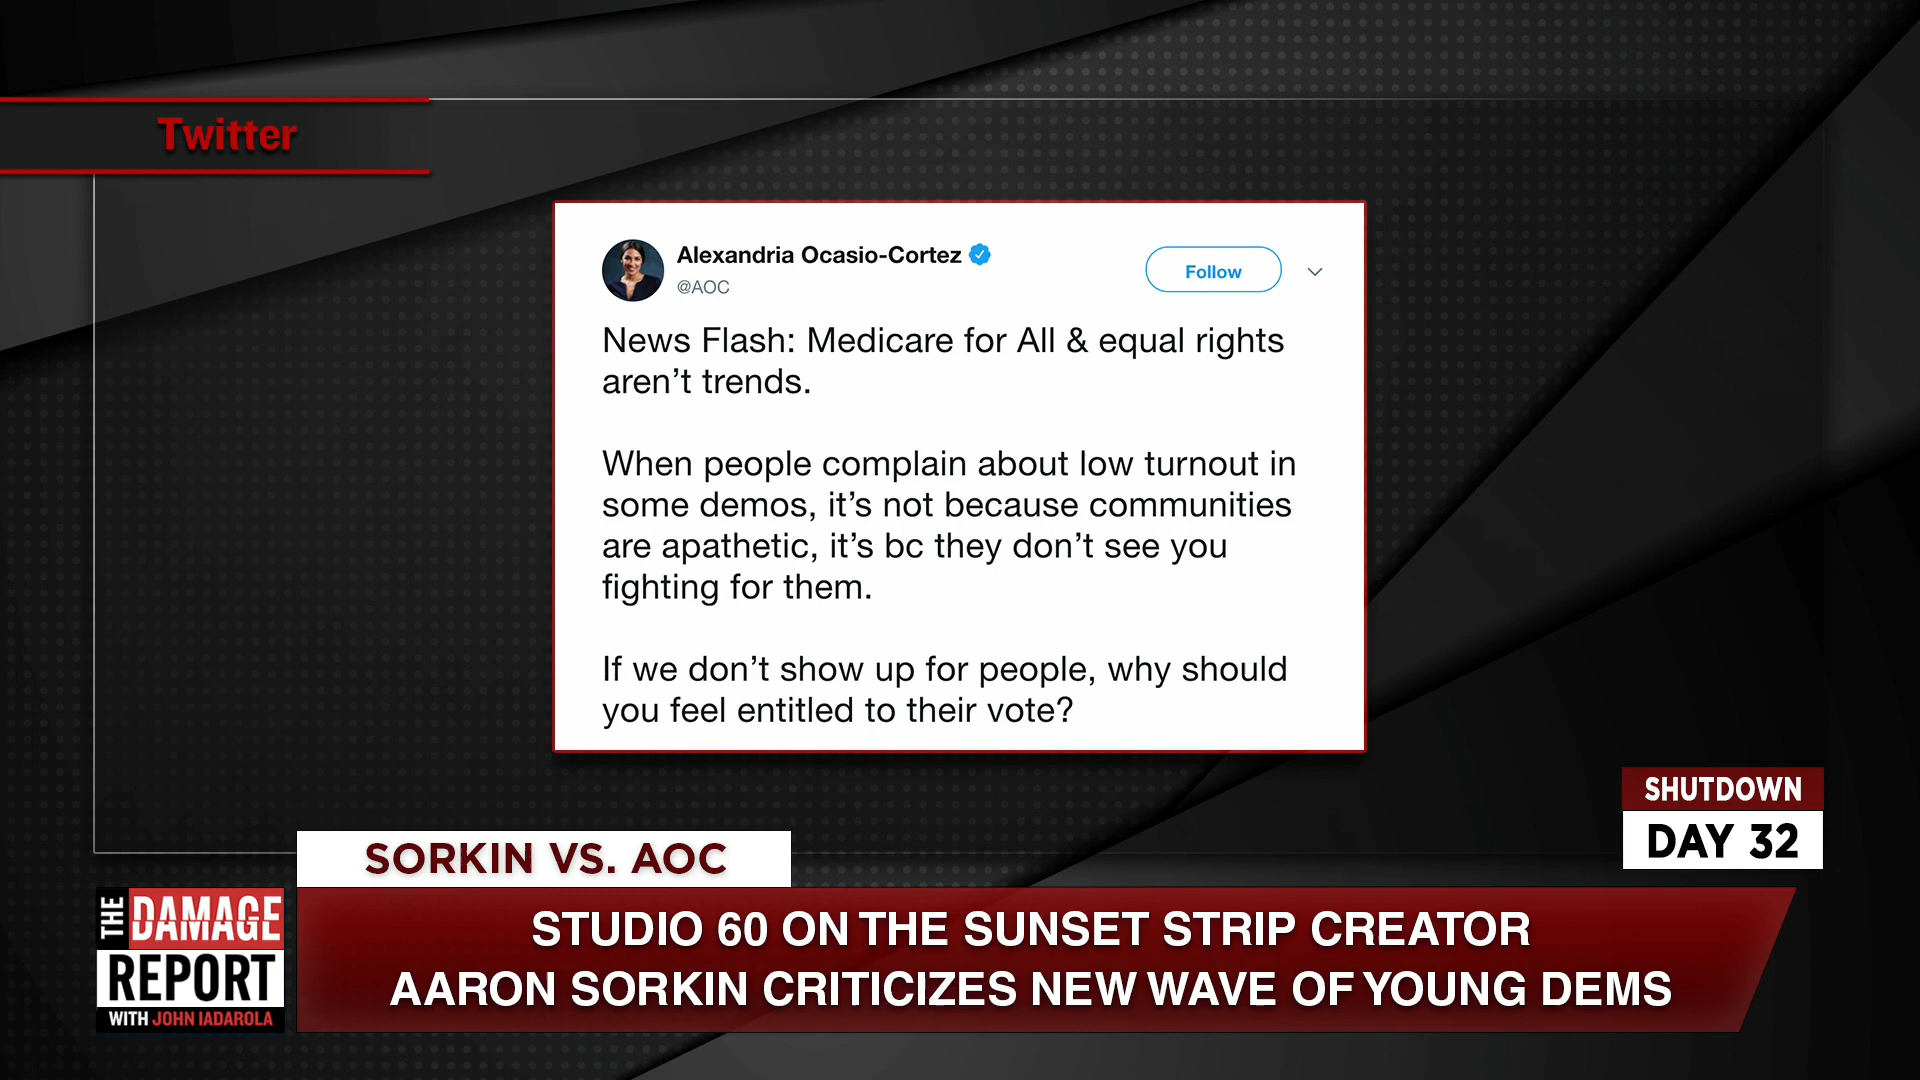 Twitter
Alexandria Ocasio-Cortez
@AOC
Follow
News Flash: Medicare for All & equal rights
aren’t trends.
When people complain about low turnout in
some demos, it’s not because communities
are apathetic, it’s bc they don’t see you
fighting for them.
If we don’t show up for people, why should
you feel entitled to their vote?
SHUTDOWN
DAY 32
SORKIN VS. AOC
THE DAMAGE
REPORT
WITH JOHN IADAROLA
STUDIO 60 ON THE SUNSET STRIP CREATOR
AARON SORKIN CRITICIZES NEW WAVE OF YOUNG DEMS